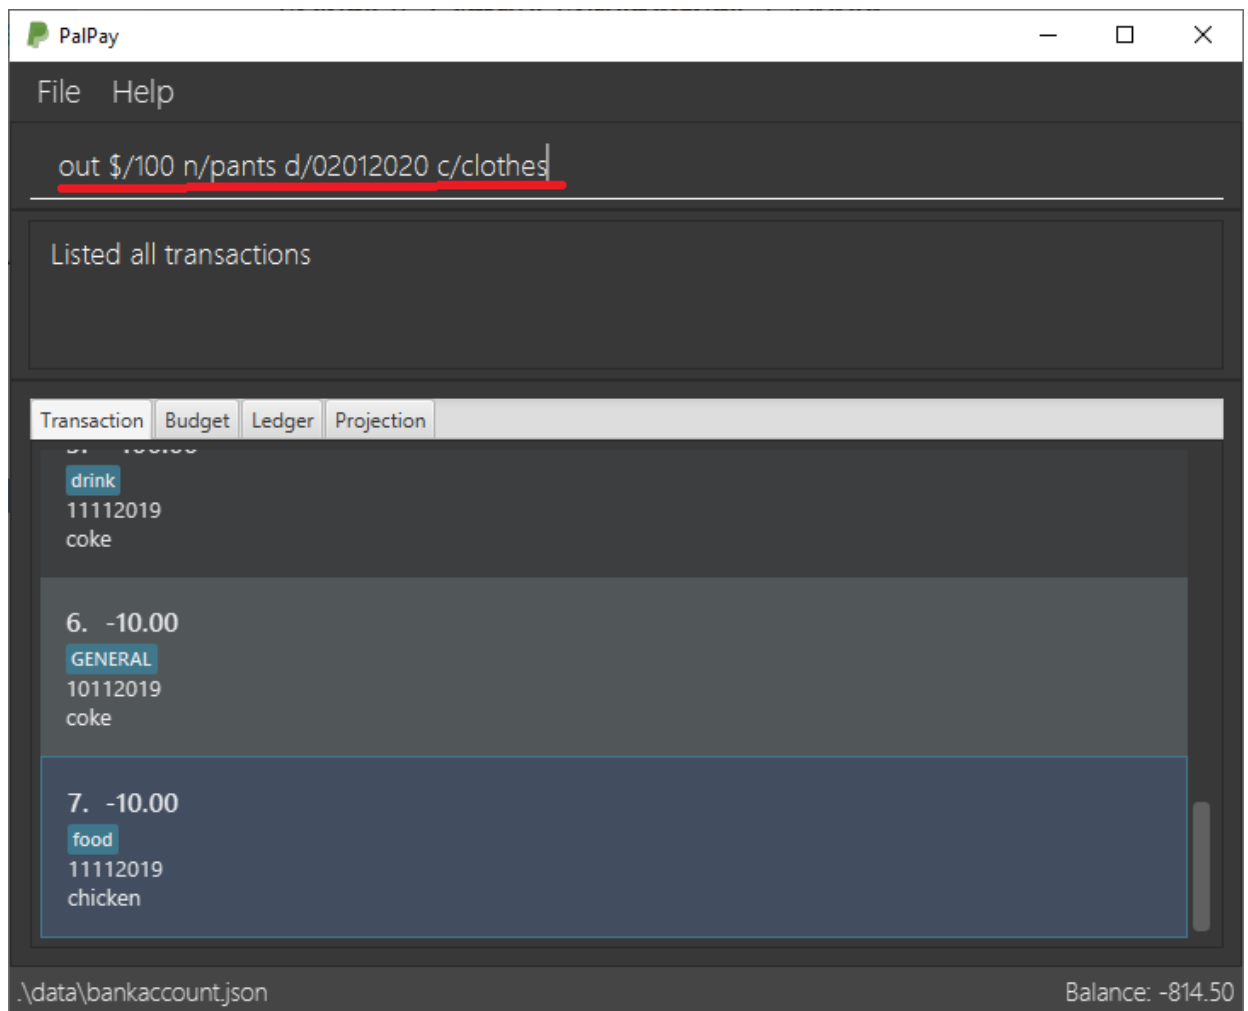 PalPay
File Help
out $/100 n/pants d/02012020 c/clothes
Listed all transactions
Transaction Budget Ledger Projection
drink
11112019
coke
6. -10.00
GENERAL
10112019
coke
7. -10.00
food
11112019
chicken
.\data\bankaccount.json
Balance: -814.50